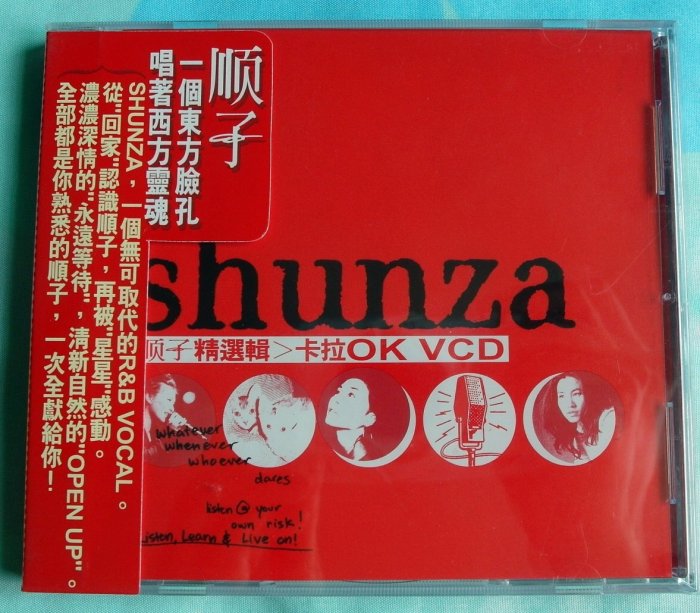 顺子
一個東方臉孔
唱著西方靈魂
SHUNZA，一個無可取代的R&B VOCAL。
從"回家"認識順子，再被"星星"感動。
濃濃深情的"永遠等待"，清新自然的"OPEN UP"。
全部都是你熟悉的順子，一次全獻給你！
shunza
顺子精選輯>卡拉OK VCD
whatever
whenever
whoever
dares
listen @ your
own risk!
Listen, Learn & Live on!